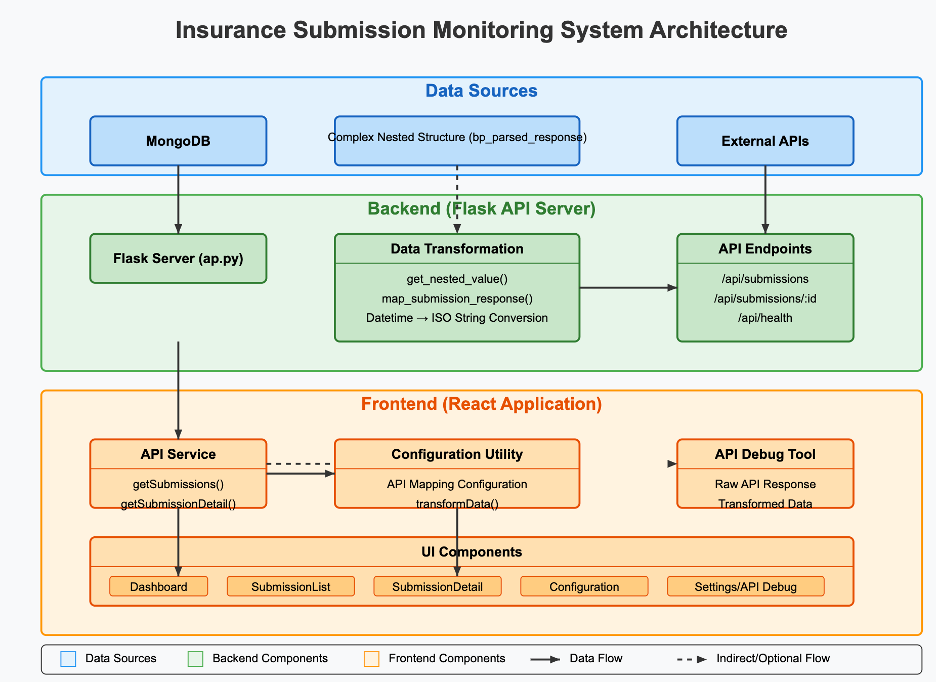 Insurance Submission Monitoring System Architecture
Data Sources
MongoDB
Complex Nested Structure (bp_parsed_response)
External APIs
Backend (Flask API Server)
Flask Server (ap.py)
Data Transformation
get_nested_value()
map_submission_response()
Datetime → ISO String Conversion
API Endpoints
/api/submissions
/api/submissions/:id
/api/health
Frontend (React Application)
API Service
getSubmissions()
getSubmissionDetail()
Configuration Utility
API Mapping Configuration
transformData()
API Debug Tool
Raw API Response
Transformed Data
UI Components
Dashboard
SubmissionList
SubmissionDetail
Configuration
Settings/API Debug
Data Sources
Backend Components
Frontend Components
Data Flow
Indirect/Optional Flow